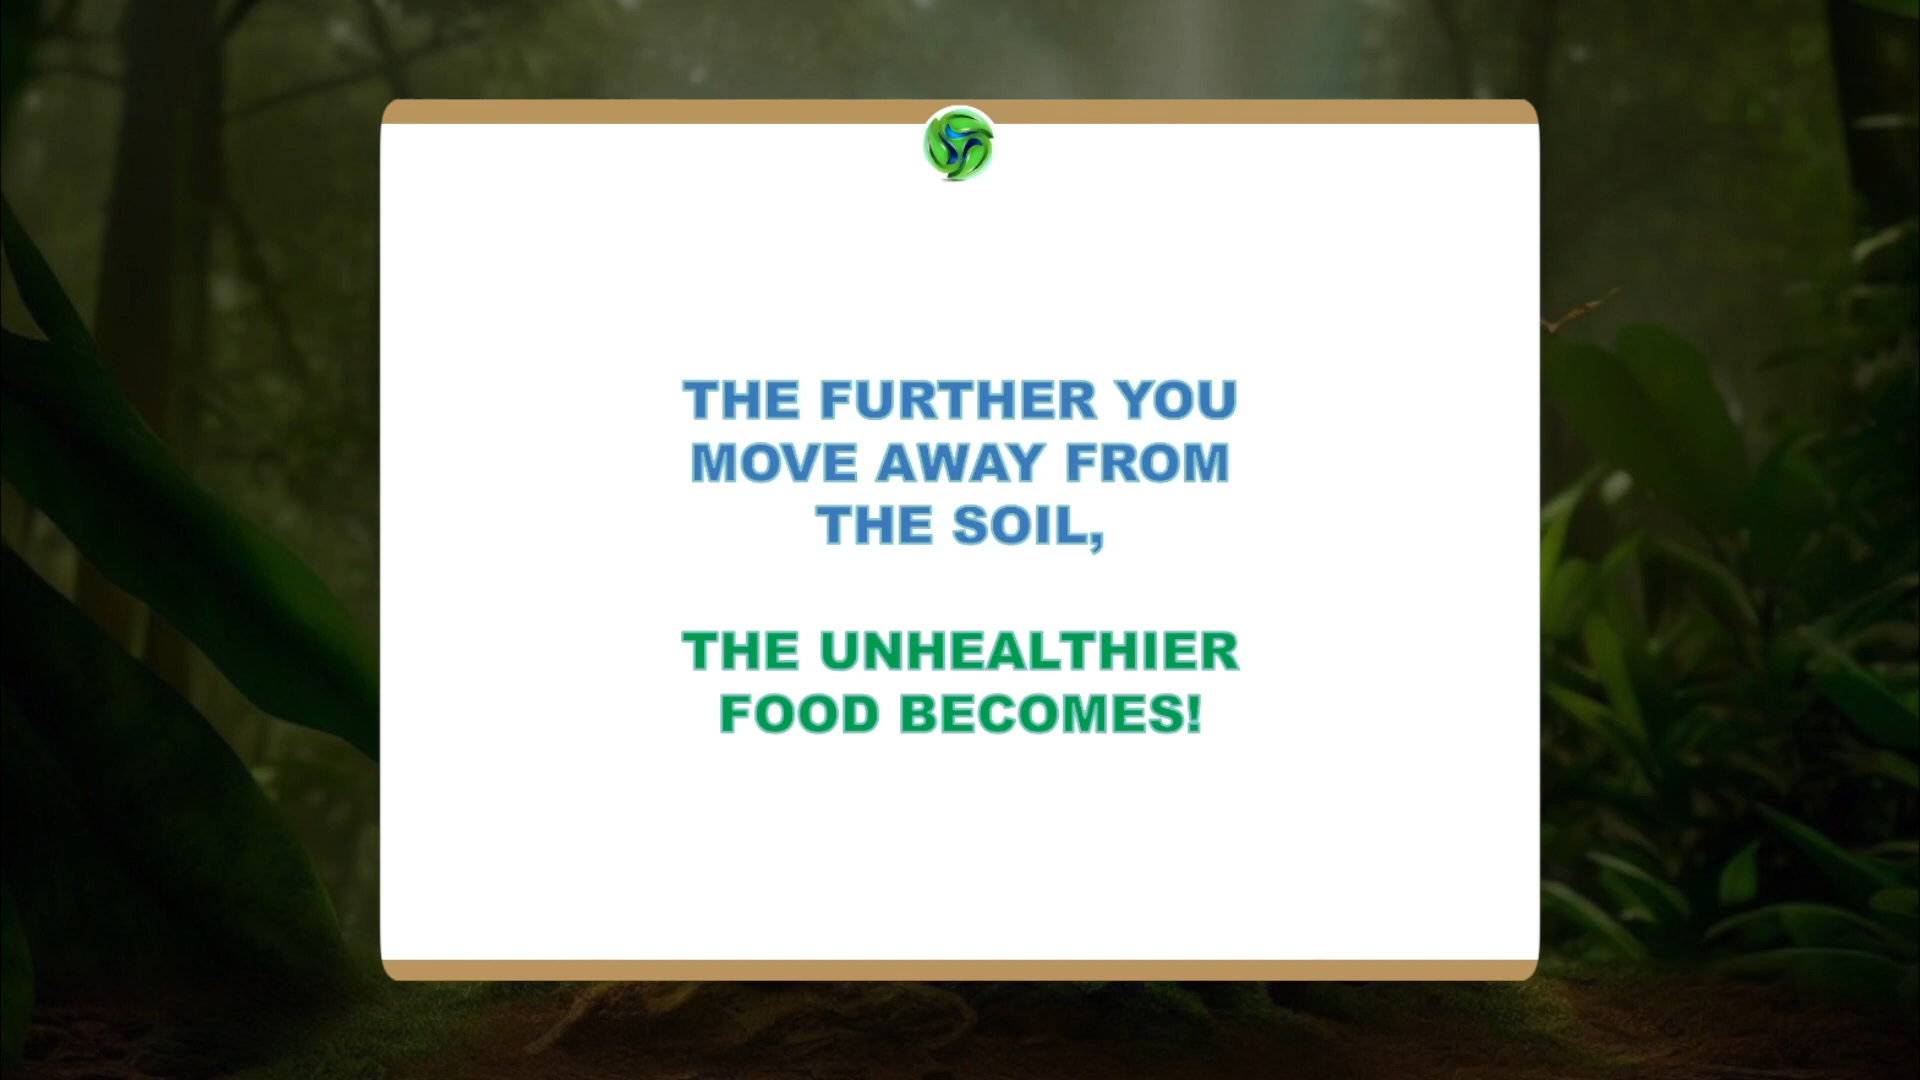 THE FURTHER YOU
MOVE AWAY FROM
THE SOIL,
THE UNHEALTHIER
FOOD BECOMES!